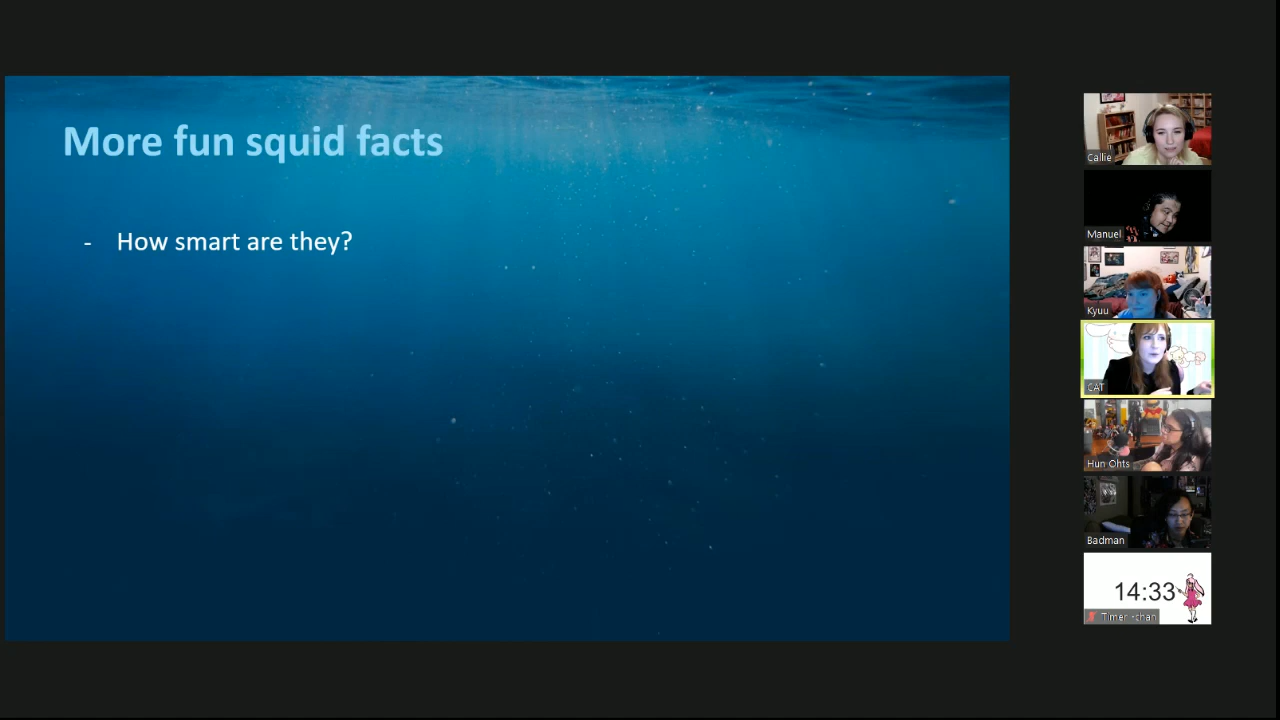 More fun squid facts
- How smart are they?
Callie
Manuel
Kyuu
CAT
Hun Ohts
Badman
14:33
Timer -chan